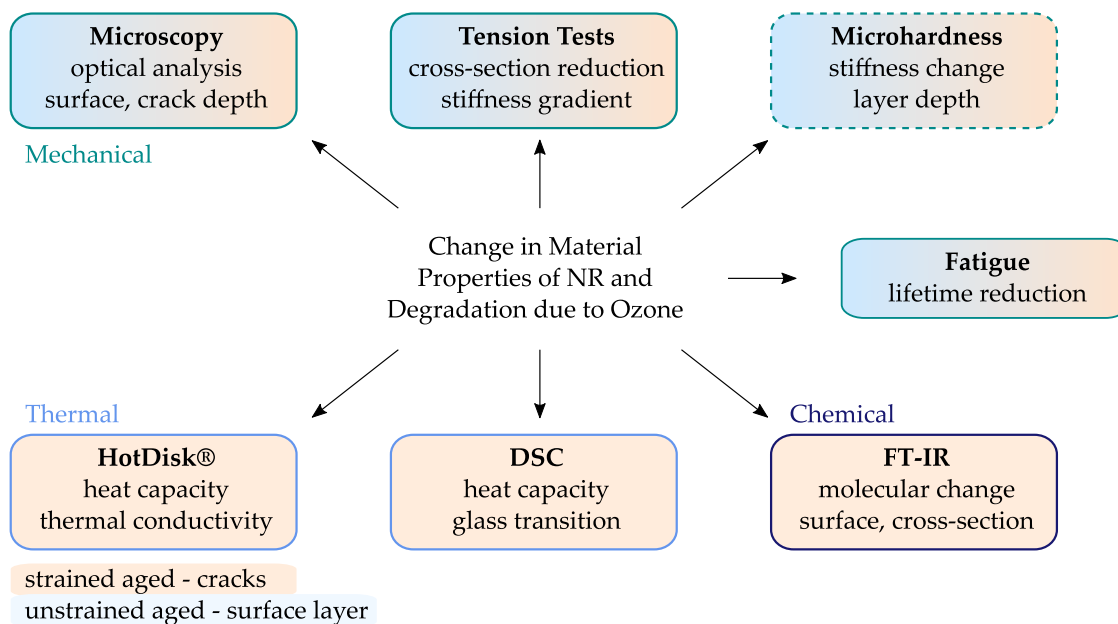 Microscopy
optical analysis
surface, crack depth
Tension Tests
cross-section reduction
stiffness gradient
Microhardness
stiffness change
layer depth
Mechanical
Change in Material
Properties of NR and
Degradation due to Ozone
Fatigue
lifetime reduction
Thermal
Chemical
HotDisk®
heat capacity
thermal conductivity
DSC
heat capacity
glass transition
FT-IR
molecular change
surface, cross-section
strained aged - cracks
unstrained aged - surface layer